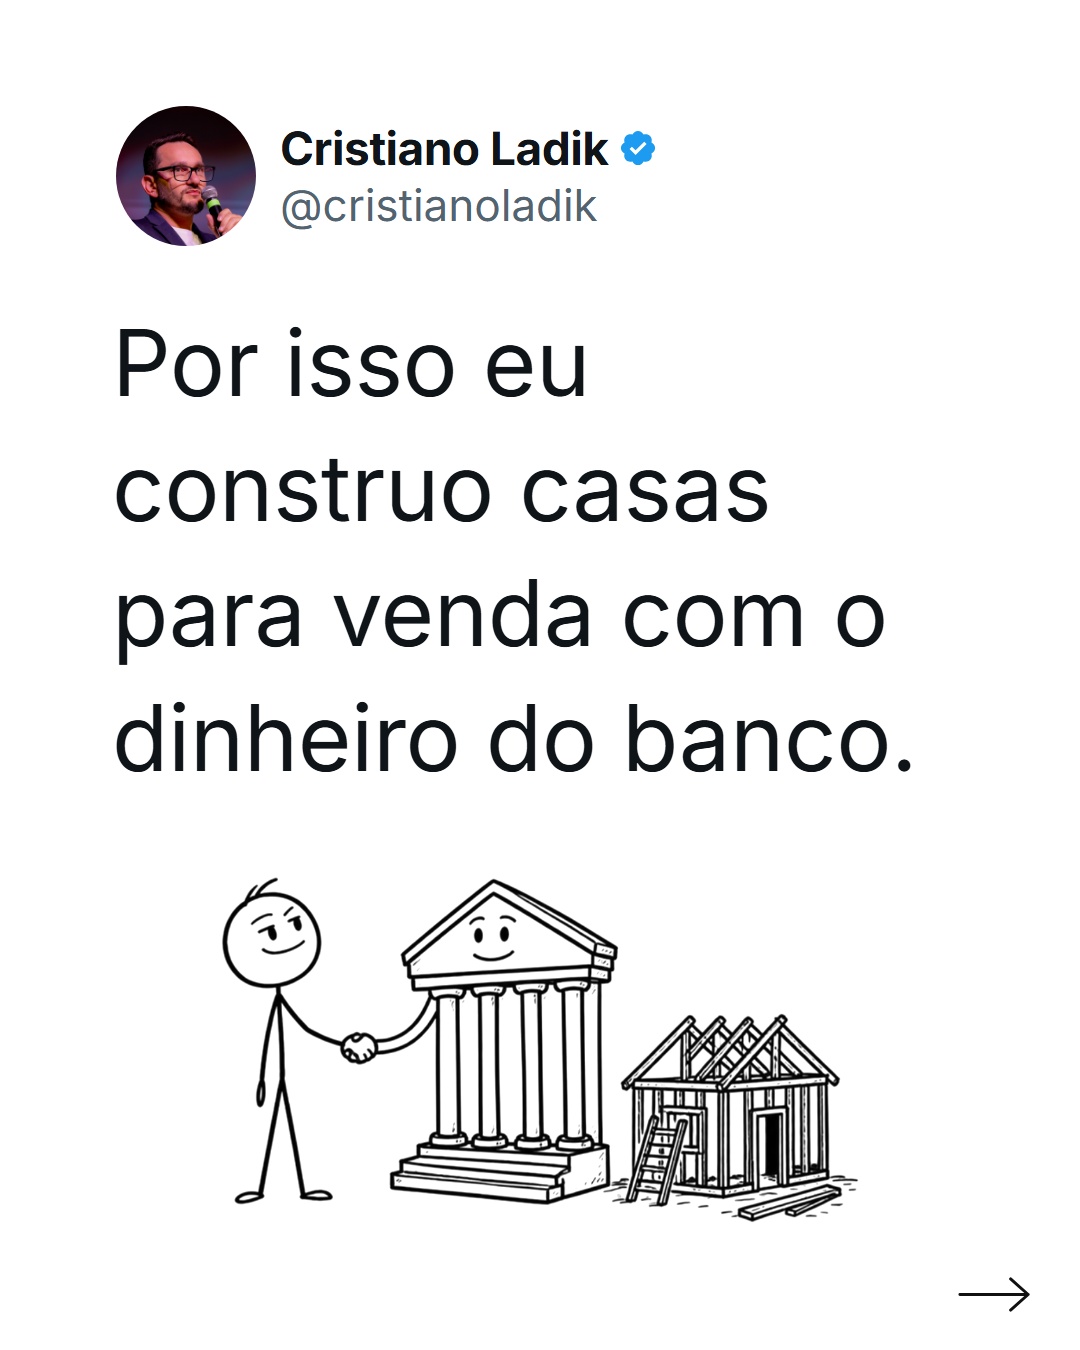 Cristiano Ladik
@cristianoladik
Por isso eu
construo casas
para venda com o
dinheiro do banco.